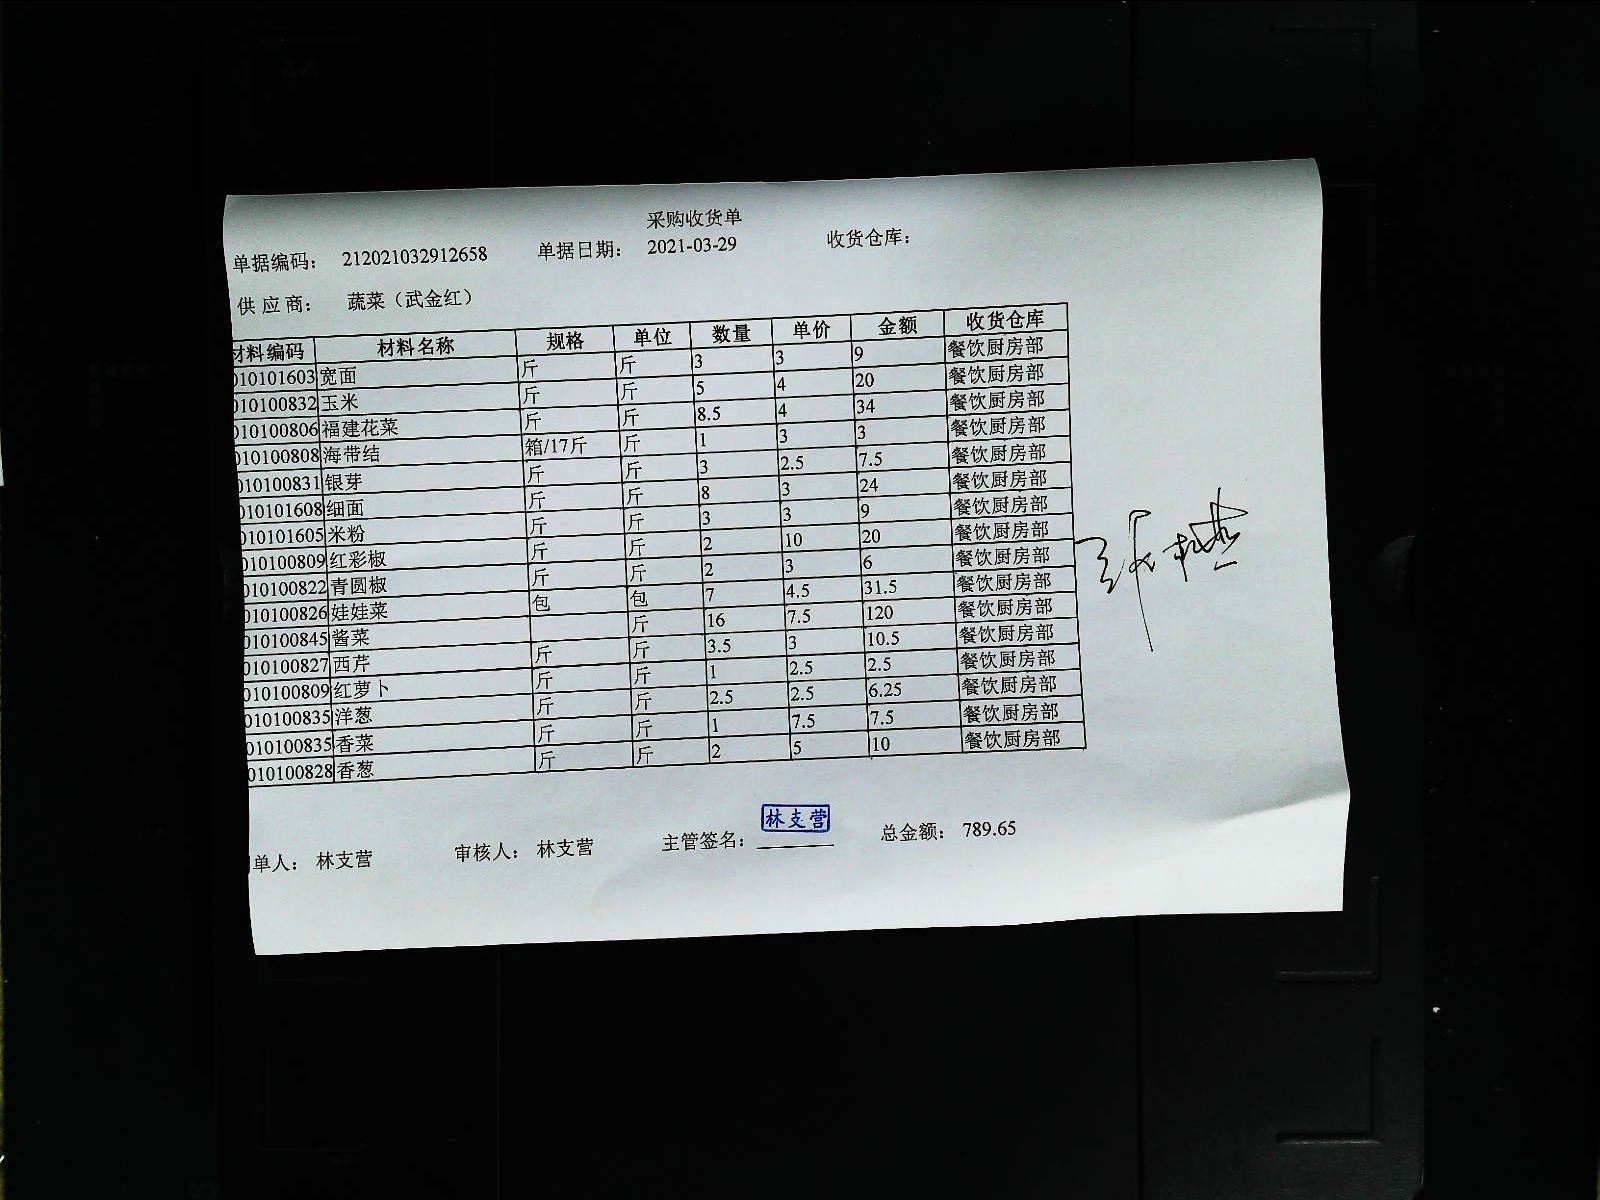 采购收货单
单据编码： 212021032912658 单据日期： 2021-03-29 收货仓库：
供应商： 蔬菜（武金红）
材料编码 材料名称 规格 单位 数量 单价 金额 收货仓库
010101603 宽面 斤 斤 3 3 9 餐饮厨房部
010100832 玉米 斤 斤 5 4 20 餐饮厨房部
010100806 福建花菜 斤 斤 8.5 4 34 餐饮厨房部
010100808 海带结 箱/17斤 斤 1 3 3 餐饮厨房部
010100831 银芽 斤 斤 3 2.5 7.5 餐饮厨房部
010101608 细面 斤 斤 8 3 24 餐饮厨房部
010101605 米粉 斤 斤 3 3 9 餐饮厨房部
010100809 红彩椒 斤 斤 2 10 20 餐饮厨房部
010100822 青圆椒 斤 斤 2 3 6 餐饮厨房部
010100826 娃娃菜 包 包 7 4.5 31.5 餐饮厨房部
010100845 酱菜 斤 16 7.5 120 餐饮厨房部
010100827 西芹 斤 斤 3.5 3 10.5 餐饮厨房部
010100809 红萝卜 斤 斤 1 2.5 2.5 餐饮厨房部
010100835 洋葱 斤 斤 2.5 2.5 6.25 餐饮厨房部
010100835 香菜 斤 斤 1 7.5 7.5 餐饮厨房部
010100828 香葱 斤 斤 2 5 10 餐饮厨房部
单人： 林支营 审核人： 林支营 主管签名： 林支营 总金额： 789.65